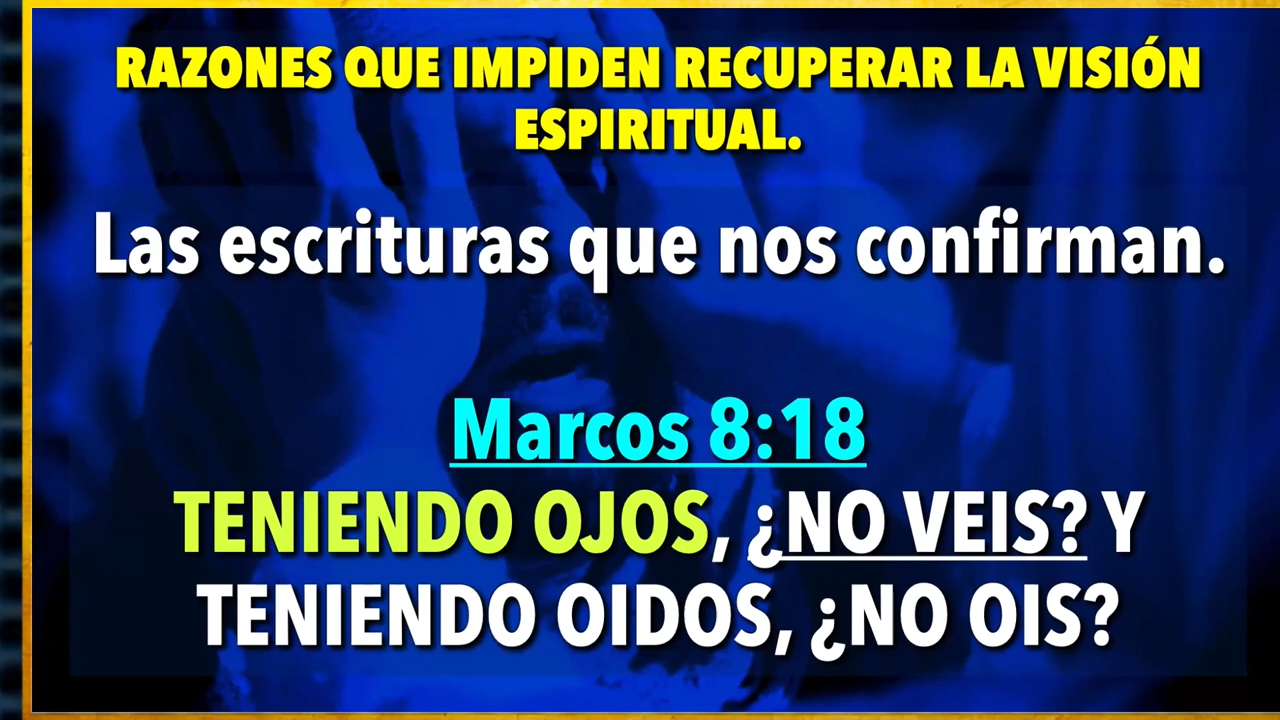 RAZONES QUE IMPIDEN RECUPERAR LA VISIÓN
ESPIRITUAL.
Las escrituras que nos confirman.
Marcos 8:18
TENIENDO OJOS, ¿NO VEIS? Y
TENIENDO OIDOS, ¿NO OIS?